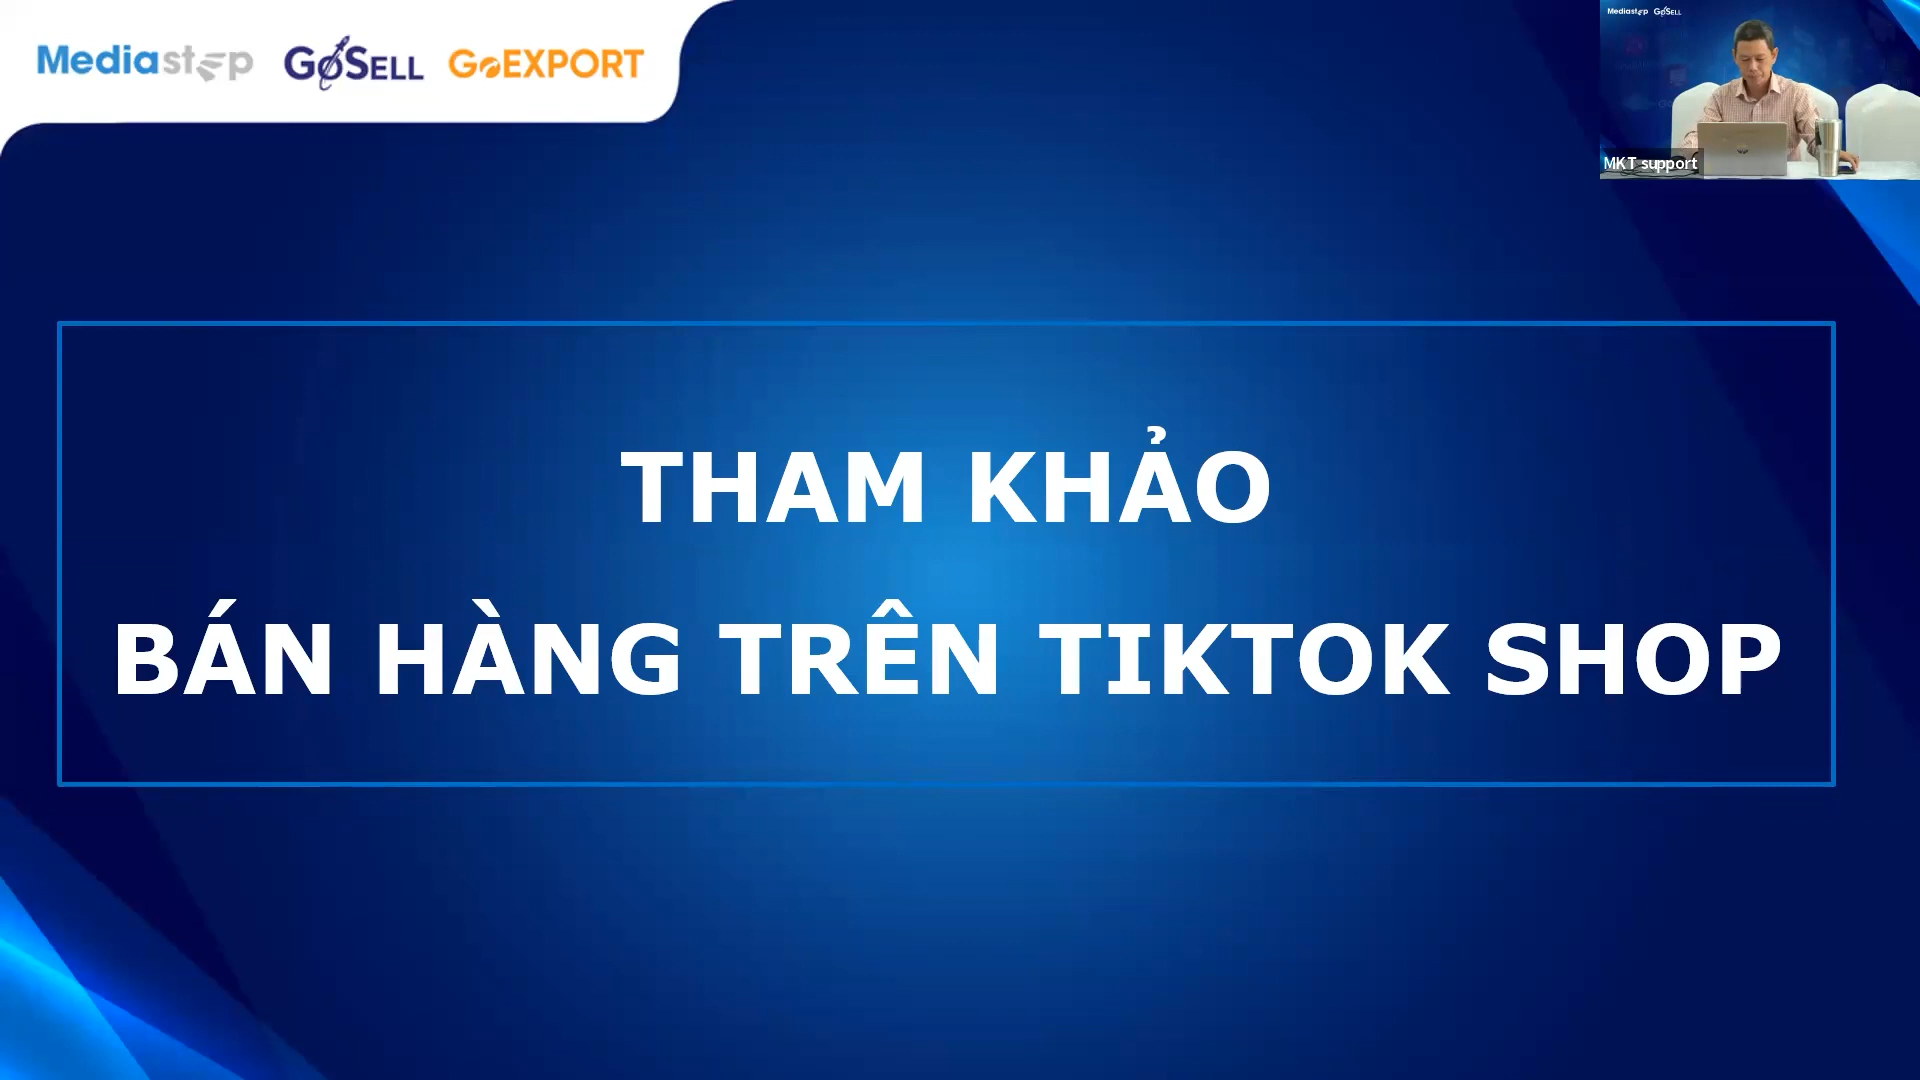 Mediastep GoSELL GoEXPORT
Mediastep GoSELL
MKT support
THAM KHẢO
BÁN HÀNG TRÊN TIKTOK SHOP